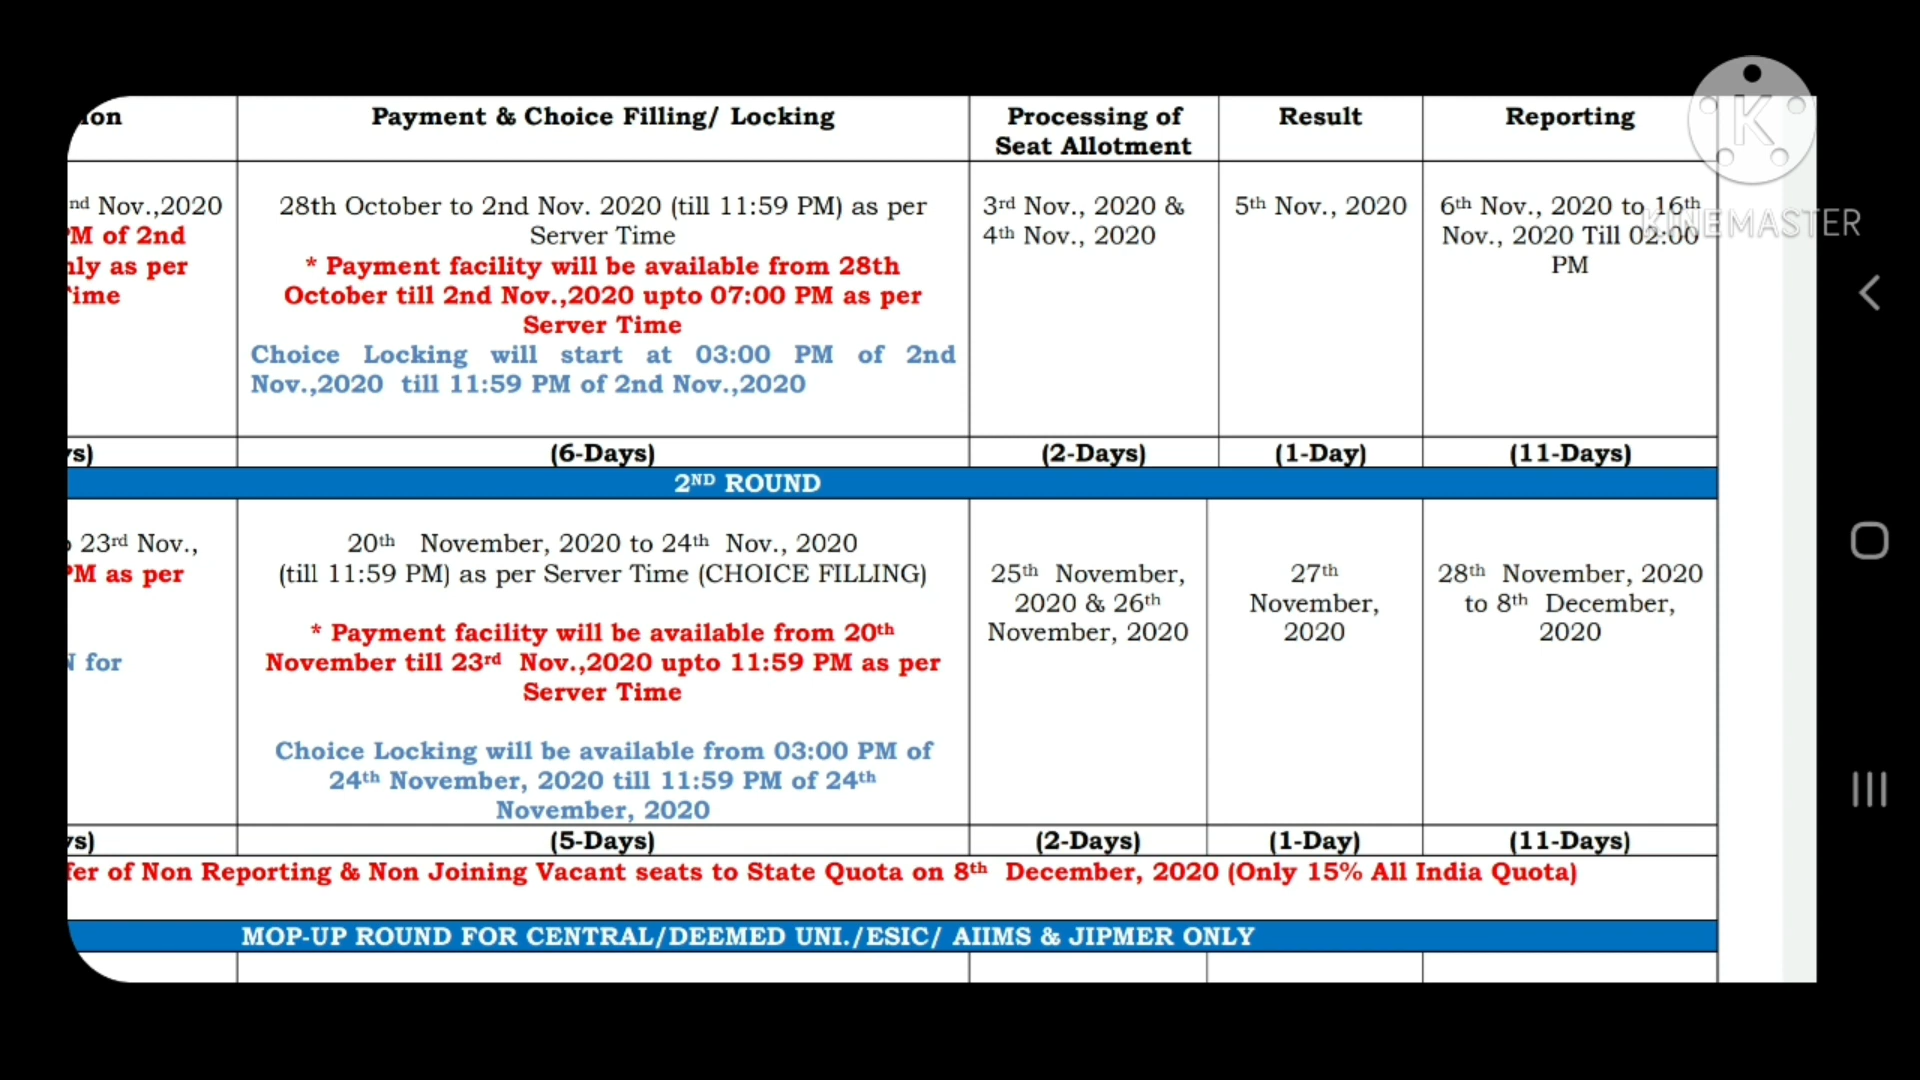 Payment & Choice Filling/ Locking
Processing of
Seat Allotment
Result
Reporting
nd Nov.,2020
M of 2nd
as per
28th October to 2nd Nov. 2020 (till 11:59 PM) as per
Server Time
* Payment facility will be available from 28th
October till 2nd Nov.,2020 upto 07:00 PM as per
Server Time
Choice Locking will start at 03:00 PM of 2nd
Nov.,2020 till 11:59 PM of 2nd Nov.,2020
3rd Nov., 2020 &
4th Nov., 2020
5th Nov., 2020
6th Nov., 2020 to 16th
Nov., 2020 Till 02:00
PM
K
KINEMASTER
(6-Days)
(2-Days)
(1-Day)
(11-Days)
2ND ROUND
23rd Nov.,
PM as per
for
20th November, 2020 to 24th Nov., 2020
(till 11:59 PM) as per Server Time (CHOICE FILLING)
* Payment facility will be available from 20th
November till 23rd Nov.,2020 upto 11:59 PM as per
Server Time
Choice Locking will be available from 03:00 PM of
24th November, 2020 till 11:59 PM of 24th
November, 2020
25th November,
2020 & 26th
November, 2020
27th
November,
2020
28th November, 2020
to 8th December,
2020
(5-Days)
(2-Days)
(1-Day)
(11-Days)
fer of Non Reporting & Non Joining Vacant seats to State Quota on 8th December, 2020 (Only 15% All India Quota)
MOP-UP ROUND FOR CENTRAL/DEEMED UNI./ESIC/ AIIMS & JIPMER ONLY